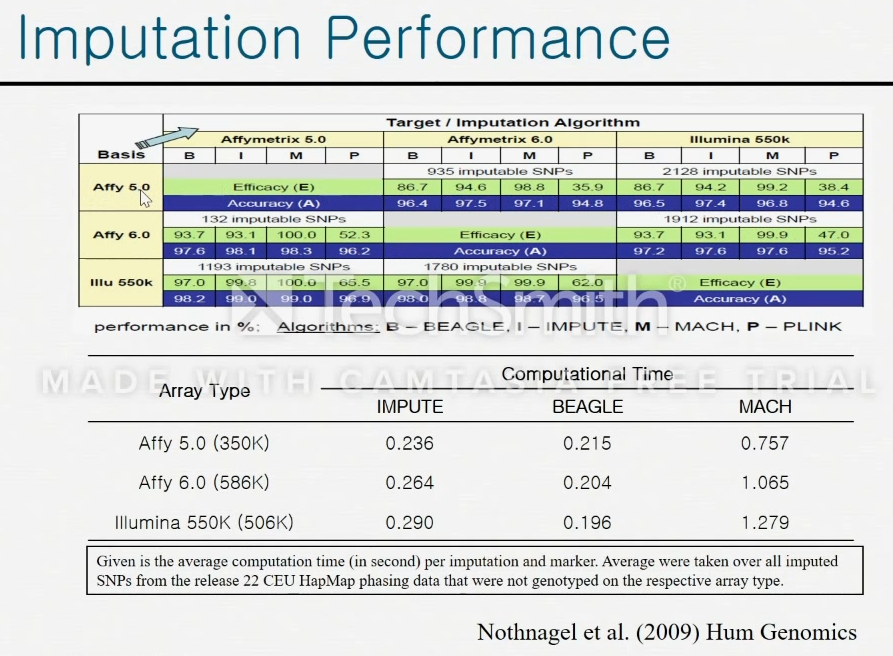 Imputation Performance
Target / Imputation Algorithm
Affymetrix 5.0 Affymetrix 6.0 Illumina 550k
Basis B I M P B I M P B I M P
935 imputable SNPs 2128 imputable SNPs
Affy 5.0 Efficacy (E) 86.7 94.6 98.8 35.9 86.7 94.2 99.2 38.4
Accuracy (A) 96.4 97.5 97.1 94.8 96.5 97.4 96.8 94.6
132 imputable SNPs 1912 imputable SNPs
Affy 6.0 93.7 93.1 100.0 52.3 Efficacy (E) 93.7 93.1 99.9 47.0
97.6 98.1 98.3 96.2 Accuracy (A) 97.2 97.6 97.6 95.2
1193 imputable SNPs 1780 imputable SNPs
Illu 550k 97.0 99.8 100.0 65.5 97.0 99.9 99.9 62.0 Efficacy (E)
98.2 99.0 99.0 96.9 98.0 98.8 98.7 96.5 Accuracy (A)
TechSmith®
performance in %; Algorithms: B – BEAGLE, I – IMPUTE, M – MACH, P – PLINK
MADE WITH CAMTASIA FREE TRIAL
Array Type Computational Time
IMPUTE BEAGLE MACH
Affy 5.0 (350K) 0.236 0.215 0.757
Affy 6.0 (586K) 0.264 0.204 1.065
Illumina 550K (506K) 0.290 0.196 1.279
Given is the average computation time (in second) per imputation and marker. Average were taken over all imputed
SNPs from the release 22 CEU HapMap phasing data that were not genotyped on the respective array type.
Nothnagel et al. (2009) Hum Genomics